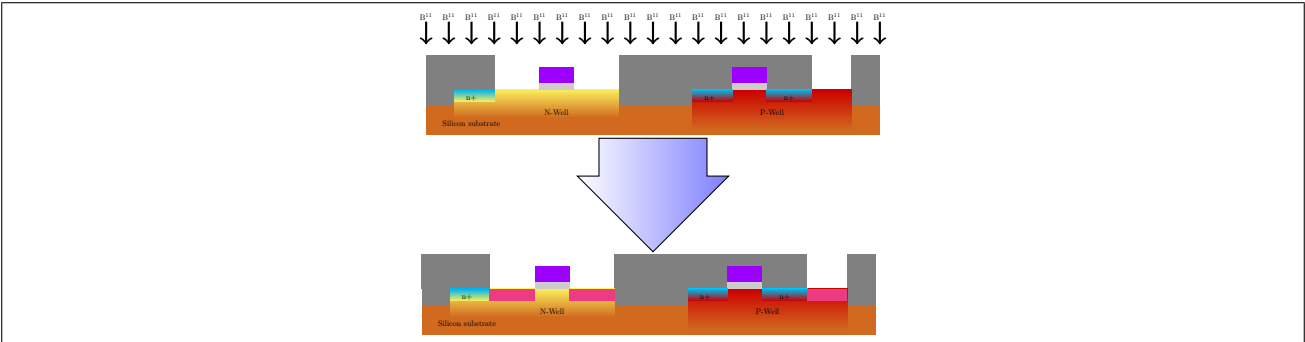 B¹¹ B¹¹ B¹¹ B¹¹ B¹¹ B¹¹ B¹¹ B¹¹ B¹¹ B¹¹ B¹¹ B¹¹ B¹¹ B¹¹ B¹¹ B¹¹ B¹¹ B¹¹ B¹¹ B¹¹ B¹¹
n+ n+ n+
N-Well P-Well
Silicon substrate
n+ n+ n+
N-Well P-Well
Silicon substrate